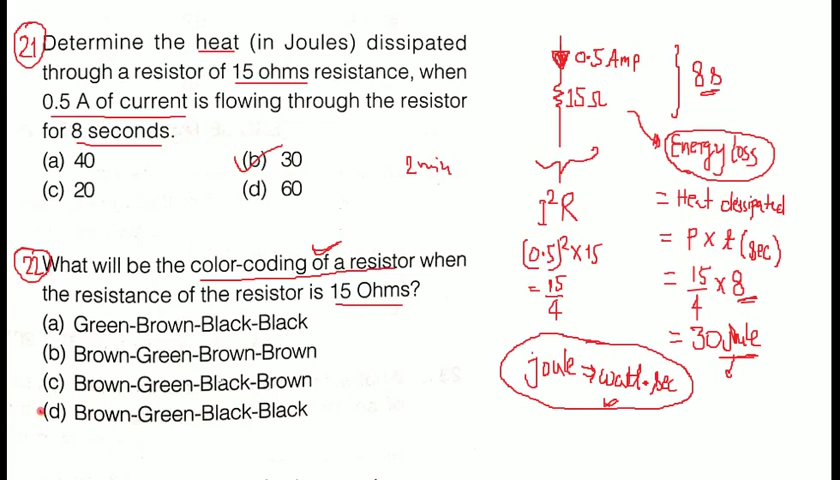 21 Determine the heat (in Joules) dissipated
through a resistor of 15 ohms resistance, when
0.5 A of current is flowing through the resistor
for 8 seconds.
(a) 40
(b) 30
(c) 20
(d) 60
2 min
22 What will be the color-coding of a resistor when
the resistance of the resistor is 15 Ohms?
(a) Green-Brown-Black-Black
(b) Brown-Green-Brown-Brown
(c) Brown-Green-Black-Brown
(d) Brown-Green-Black-Black
0.5 Amp
15 Ω
8s
I²R
(0.5)² × 15
= 15/4
Energy loss
= Heat dessipated
= P × t (sec)
= 15/4 × 8
= 30 Joule
joule → watt. sec